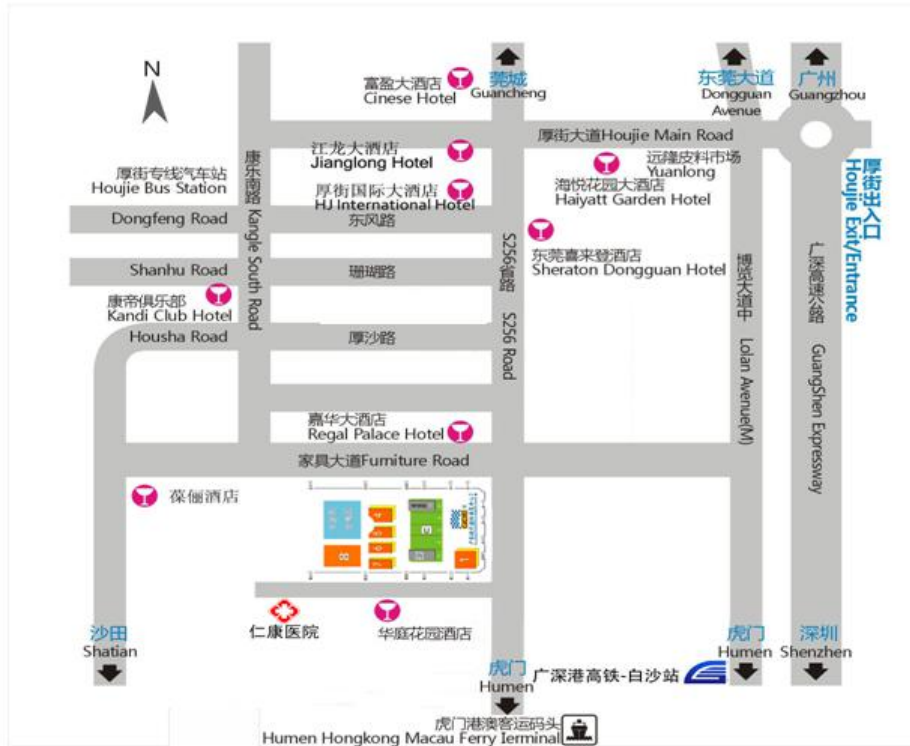 N
富盈大酒店
Cinese Hotel
莞城
Guancheng
东莞大道
Dongguan
Avenue
广州
Guangzhou
厚街大道Houjie Main Road
江龙大酒店
Jianglong Hotel
远隆皮料市场
Yuanlong
厚街专线汽车站
Houjie Bus Station
康乐南路 Kangle South Road
厚街国际大酒店
HJ International Hotel
海悦花园大酒店
Haiyatt Garden Hotel
厚街出入口
Houjie Exit/Entrance
Dongfeng Road
东风路
S256省路
S256 Road
东莞喜来登酒店
Sheraton Dongguan Hotel
博览大道中
Lolan Avenue(M)
广深高速公路
GuangShen Expressway
Shanhu Road
珊瑚路
康帝俱乐部
Kandi Club Hotel
Housha Road
厚沙路
嘉华大酒店
Regal Palace Hotel
家具大道Furniture Road
葆俪酒店
8
1
仁康医院
华庭花园酒店
沙田
Shatian
虎门
Humen
广深港高铁-白沙站
虎门
Humen
深圳
Shenzhen
虎门港澳客运码头
Humen Hongkong Macau Ferry Ierminal